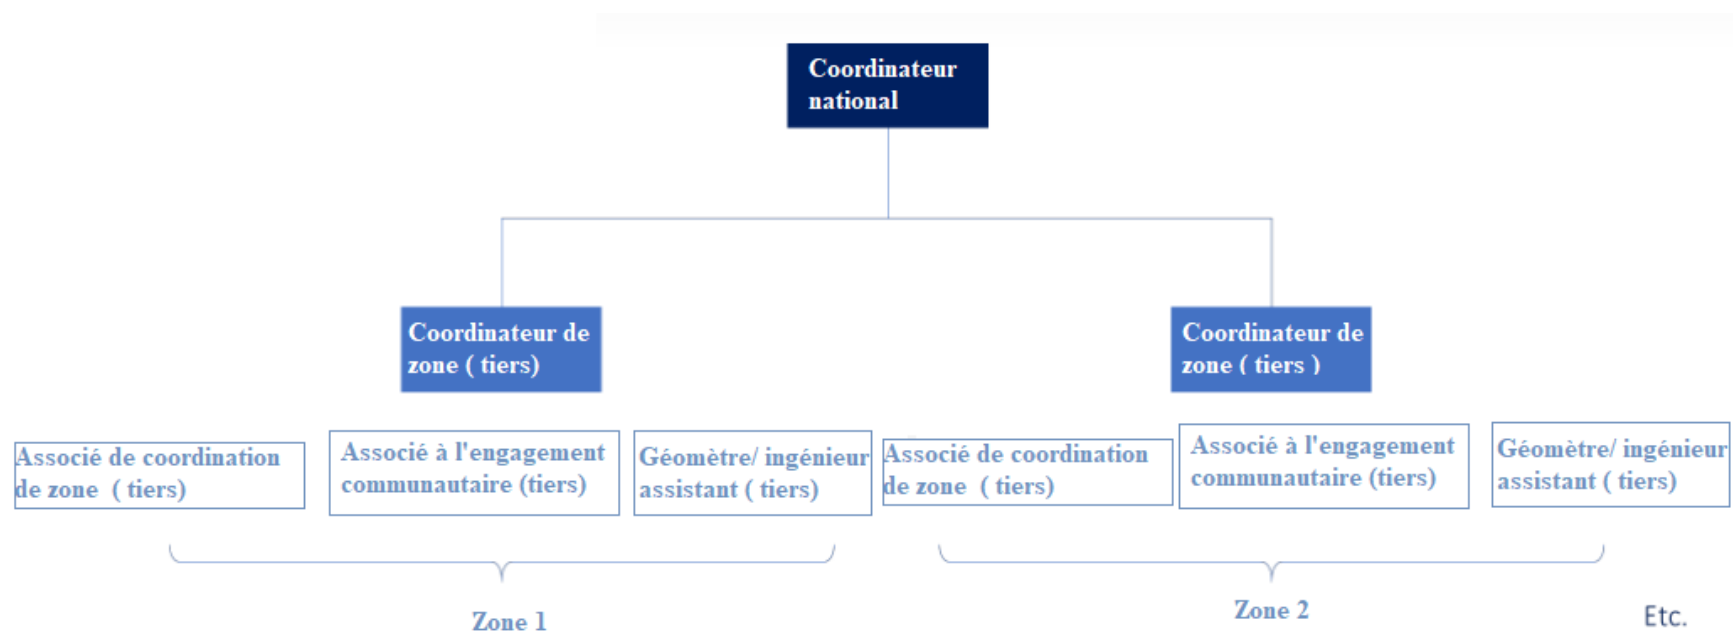 Coordinateur
national
Coordinateur de
zone ( tiers)
Coordinateur de
zone ( tiers )
Associé de coordination
de zone  ( tiers)
Associé à l'engagement
communautaire (tiers)
Géomètre/ ingénieur
assistant ( tiers)
Associé de coordination
de zone  ( tiers)
Associé à l'engagement
communautaire (tiers)
Géomètre/ ingénieur
assistant ( tiers)
Zone 1
Zone 2
Etc.